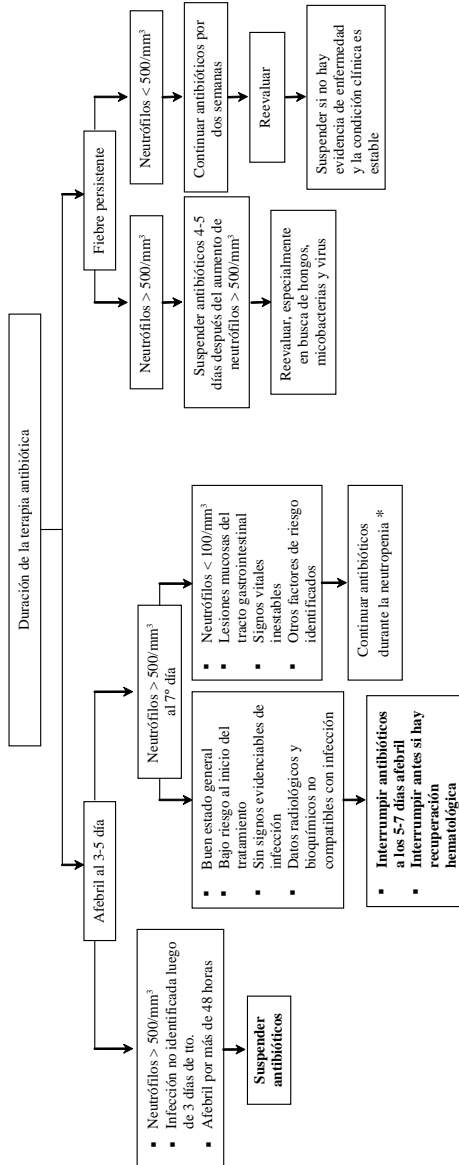 Duración de la terapia antibiótica
Afebril al 3-5 día
▪ Neutrófilos > 500/mm³
▪ Infección no identificada luego
de 3 días de tto.
▪ Afebril por más de 48 horas
Suspender
antibióticos
Neutrófilos > 500/mm³
al 7º día
▪ Buen estado general
▪ Bajo riesgo al inicio del
tratamiento
▪ Sin signos evidenciables de
infección
▪ Datos radiológicos y
bioquímicos no
compatibles con infección
▪ Interrumpir antibióticos
a los 5-7 días afebril
▪ Interrumpir antes si hay
recuperación
hematológica
▪ Neutrófilos < 100/mm³
▪ Lesiones mucosas del
tracto gastrointestinal
▪ Signos vitales
inestables
▪ Otros factores de riesgo
identificados
Continuar antibióticos
durante la neutropenia *
Fiebre persistente
Neutrófilos > 500/mm³
Suspender antibióticos 4-5
días después del aumento de
neutrófilos > 500/mm³
Reevaluar, especialmente
en busca de hongos,
micobacterias y virus
Neutrófilos < 500/mm³
Continuar antibióticos por
dos semanas
Reevaluar
Suspender si no hay
evidencia de enfermedad
y la condición clínica es
estable